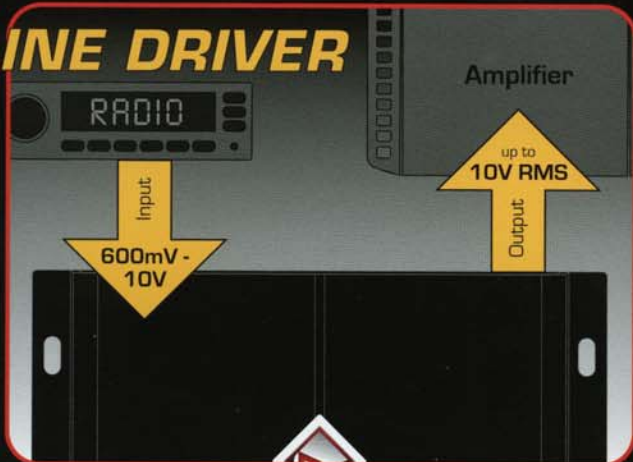 INE DRIVER
RADIO
Amplifier
Input
600mV -
10V
up to
10V RMS
Output